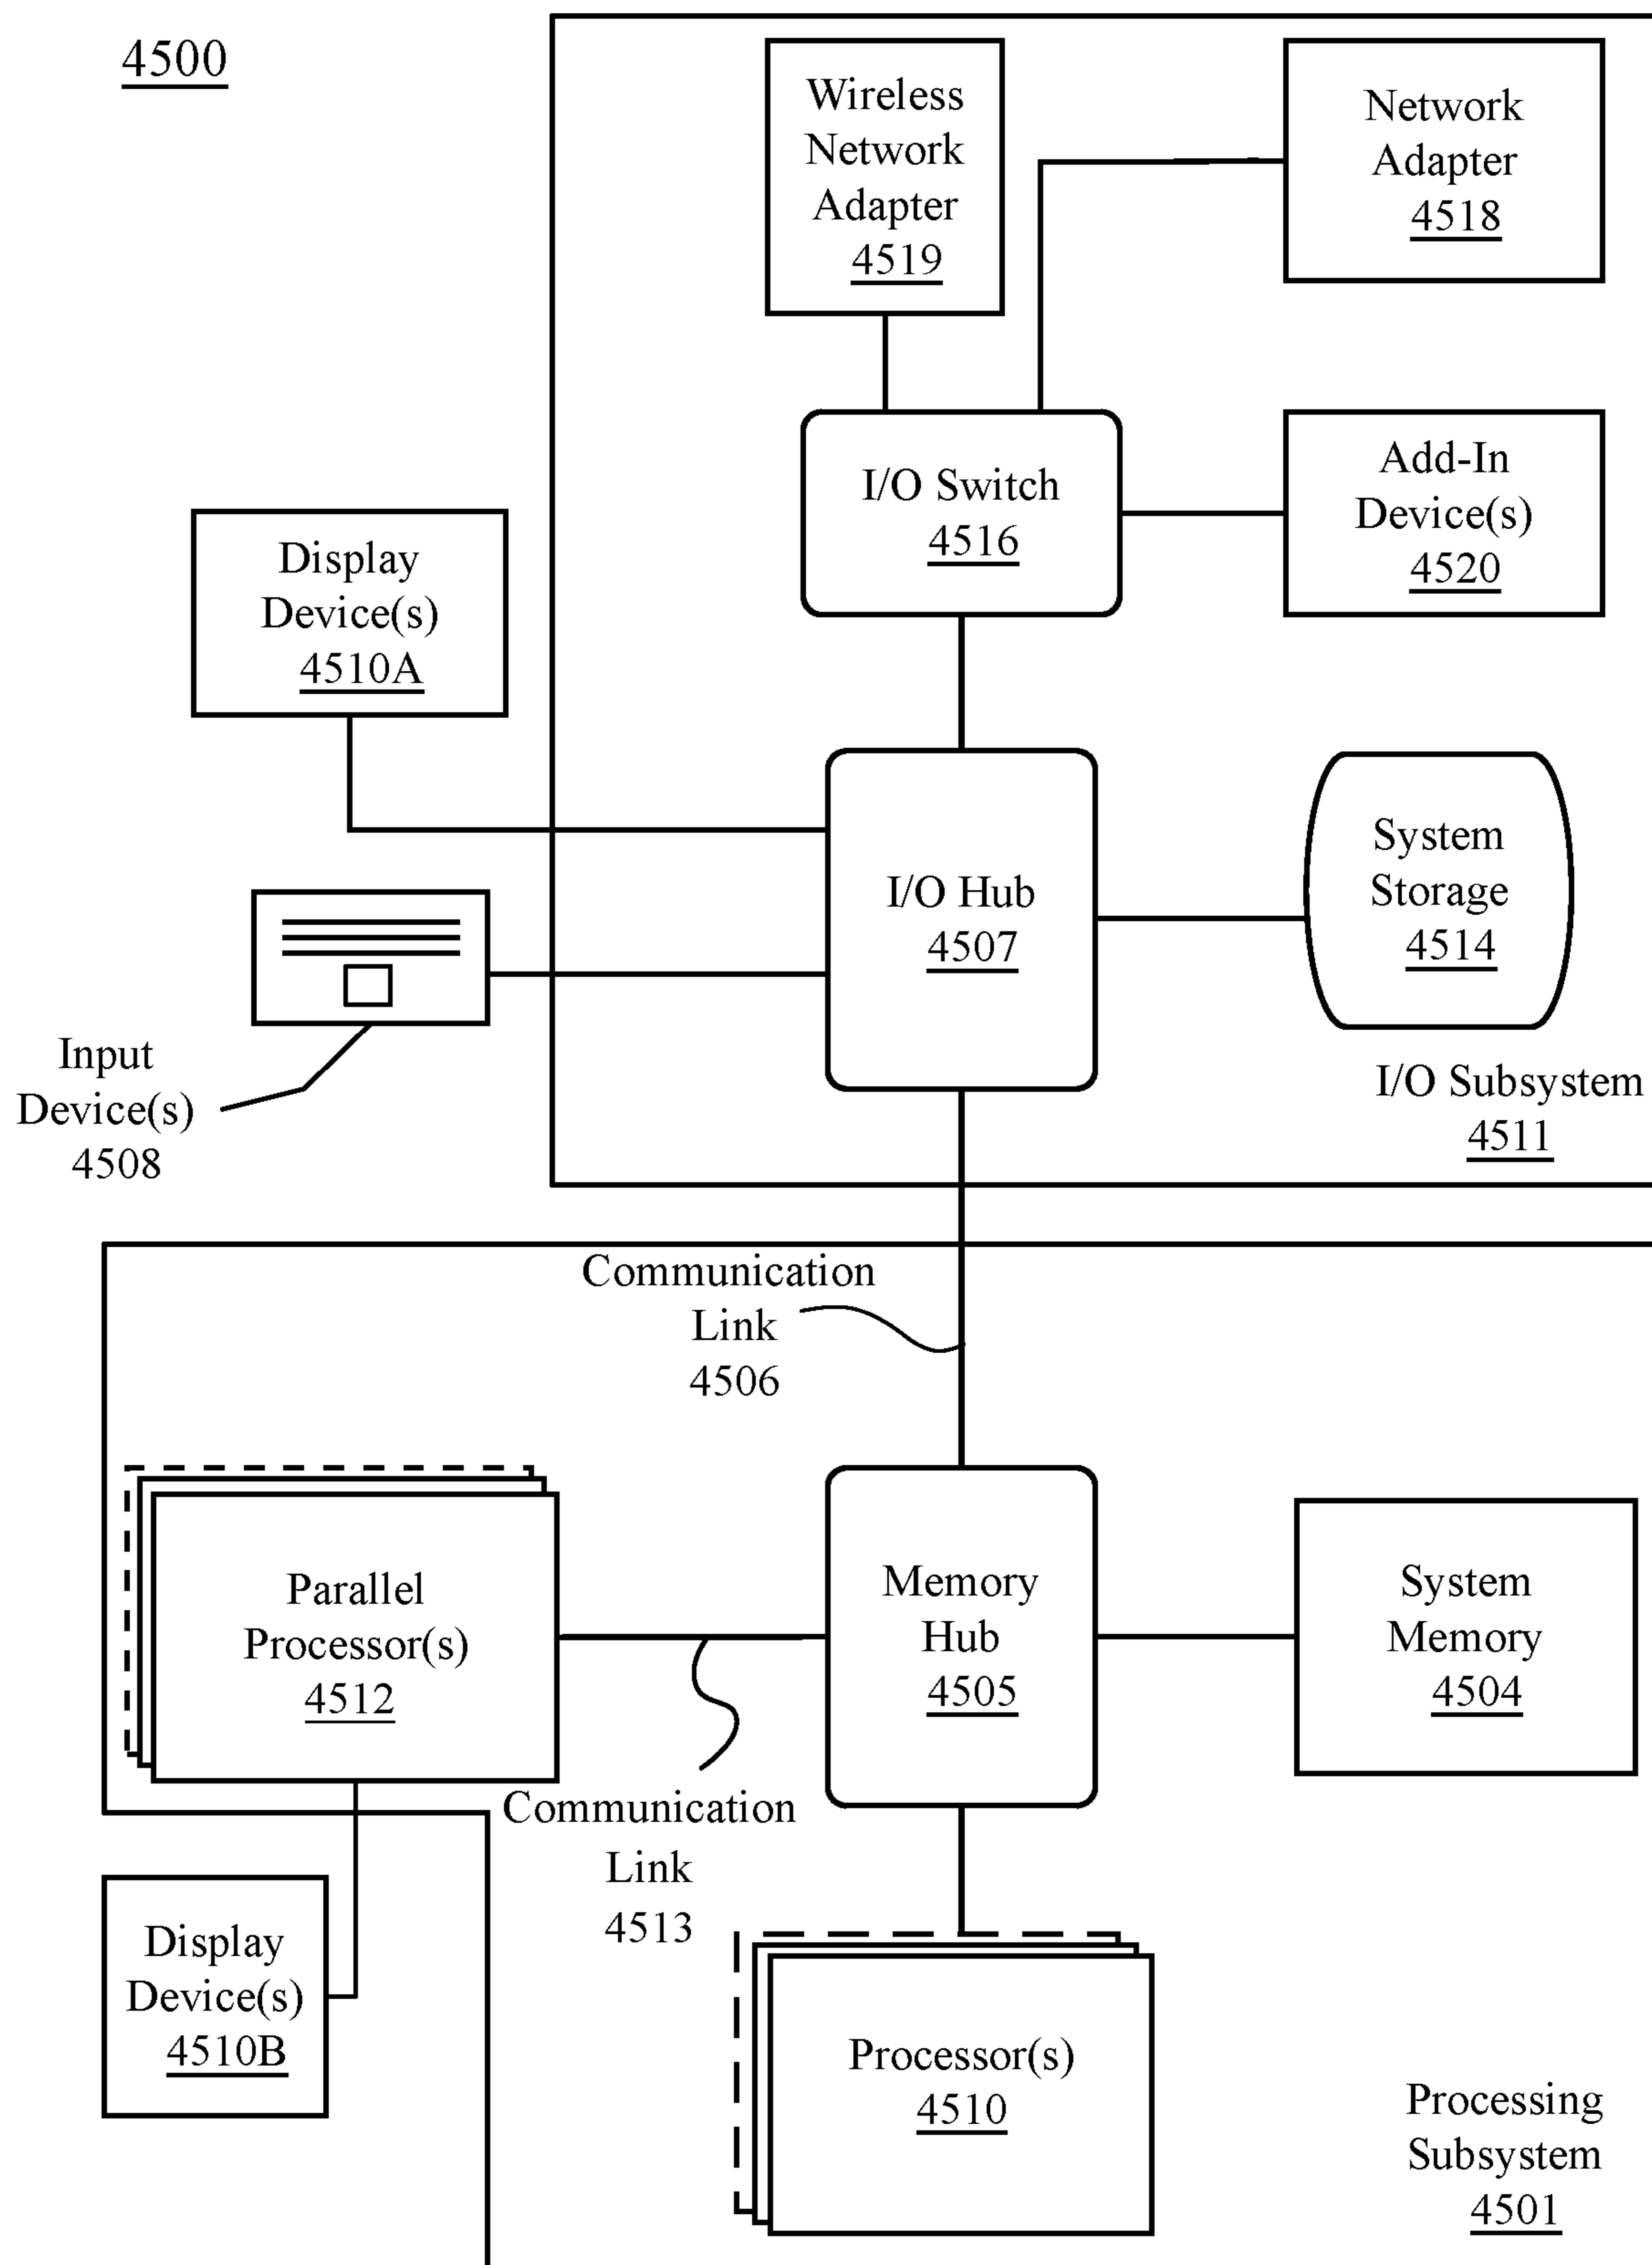 4500
Wireless
Network
Adapter
4519
Network
Adapter
4518
I/O Switch
4516
Add-In
Device(s)
4520
Display
Device(s)
4510A
I/O Hub
4507
System
Storage
4514
Input
Device(s)
4508
I/O Subsystem
4511
Communication
Link
4506
Parallel
Processor(s)
4512
Memory
Hub
4505
System
Memory
4504
Communication
Link
4513
Display
Device(s)
4510B
Processor(s)
4510
Processing
Subsystem
4501